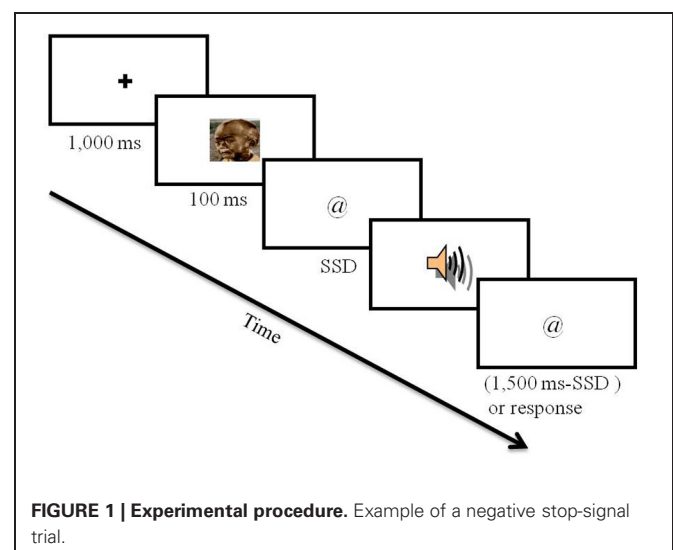 +
1,000 ms
100 ms
@
SSD
Time
@
(1,500 ms-SSD )
or response
FIGURE 1 | Experimental procedure. Example of a negative stop-signal
trial.